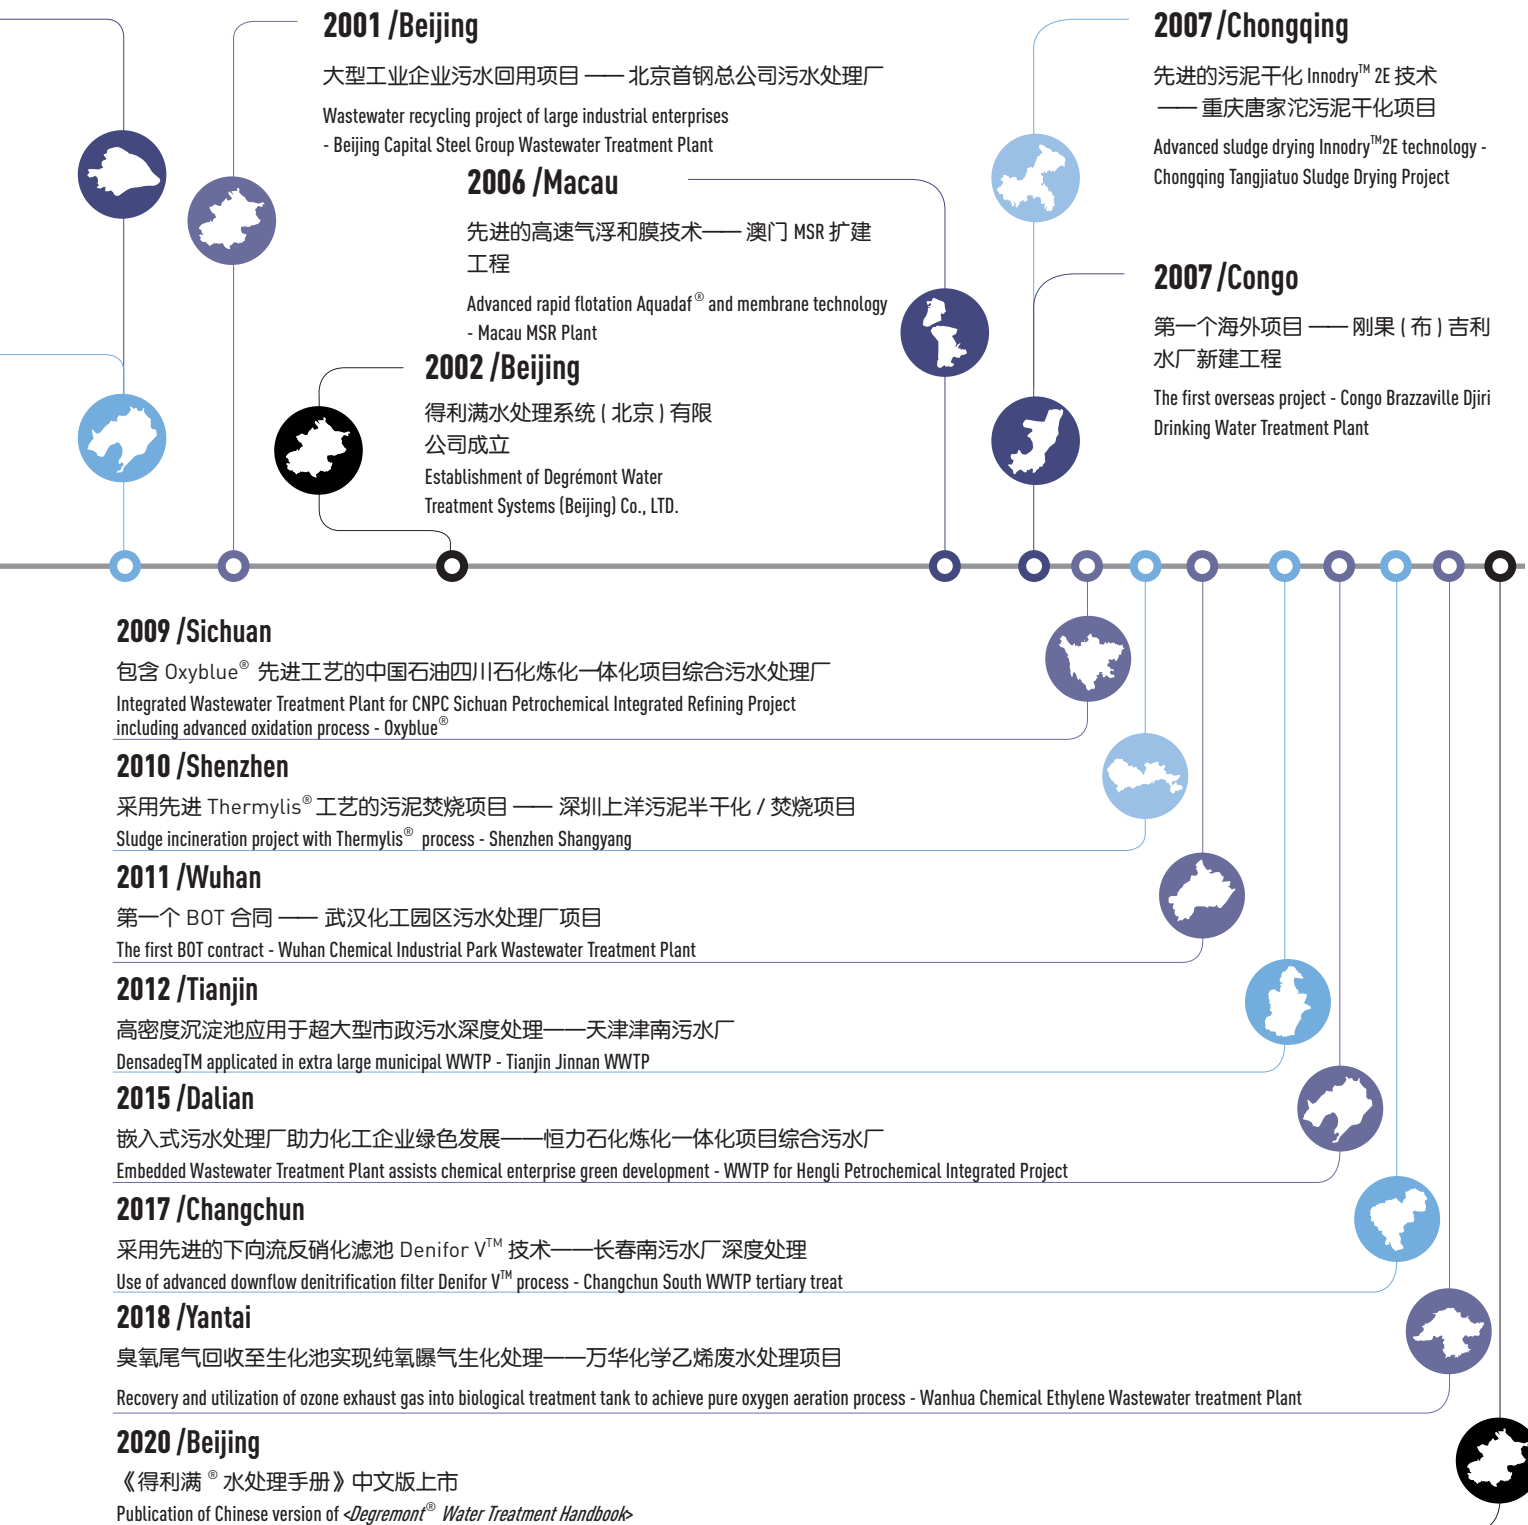 2001 /Beijing
大型工业企业污水回用项目 —— 北京首钢总公司污水处理厂
Wastewater recycling project of large industrial enterprises
- Beijing Capital Steel Group Wastewater Treatment Plant
2006 /Macau
先进的高速气浮和膜技术—— 澳门 MSR 扩建
工程
Advanced rapid flotation Aquadaf® and membrane technology
- Macau MSR Plant
2002 /Beijing
得利满水处理系统 ( 北京 ) 有限
公司成立
Establishment of Degrémont Water
Treatment Systems (Beijing) Co., LTD.
2007 /Chongqing
先进的污泥干化 Innodry™ 2E 技术
—— 重庆唐家沱污泥干化项目
Advanced sludge drying Innodry™2E technology -
Chongqing Tangjiatuo Sludge Drying Project
2007 /Congo
第一个海外项目 —— 刚果 ( 布 ) 吉利
水厂新建工程
The first overseas project - Congo Brazzaville Djiri
Drinking Water Treatment Plant
2009 /Sichuan
包含 Oxyblue® 先进工艺的中国石油四川石化炼化一体化项目综合污水处理厂
Integrated Wastewater Treatment Plant for CNPC Sichuan Petrochemical Integrated Refining Project
including advanced oxidation process - Oxyblue®
2010 /Shenzhen
采用先进 Thermylis® 工艺的污泥焚烧项目 —— 深圳上洋污泥半干化 / 焚烧项目
Sludge incineration project with Thermylis® process - Shenzhen Shangyang
2011 /Wuhan
第一个 BOT 合同 —— 武汉化工园区污水处理厂项目
The first BOT contract - Wuhan Chemical Industrial Park Wastewater Treatment Plant
2012 /Tianjin
高密度沉淀池应用于超大型市政污水深度处理——天津津南污水厂
DensadegTM applicated in extra large municipal WWTP - Tianjin Jinnan WWTP
2015 /Dalian
嵌入式污水处理厂助力化工企业绿色发展——恒力石化炼化一体化项目综合污水厂
Embedded Wastewater Treatment Plant assists chemical enterprise green development - WWTP for Hengli Petrochemical Integrated Project
2017 /Changchun
采用先进的下向流反硝化滤池 Denifor V™ 技术——长春南污水厂深度处理
Use of advanced downflow denitrification filter Denifor V™ process - Changchun South WWTP tertiary treat
2018 /Yantai
臭氧尾气回收至生化池实现纯氧曝气生化处理——万华化学乙烯废水处理项目
Recovery and utilization of ozone exhaust gas into biological treatment tank to achieve pure oxygen aeration process - Wanhua Chemical Ethylene Wastewater treatment Plant
2020 /Beijing
《得利满 ® 水处理手册》中文版上市
Publication of Chinese version of <Degremont® Water Treatment Handbook>